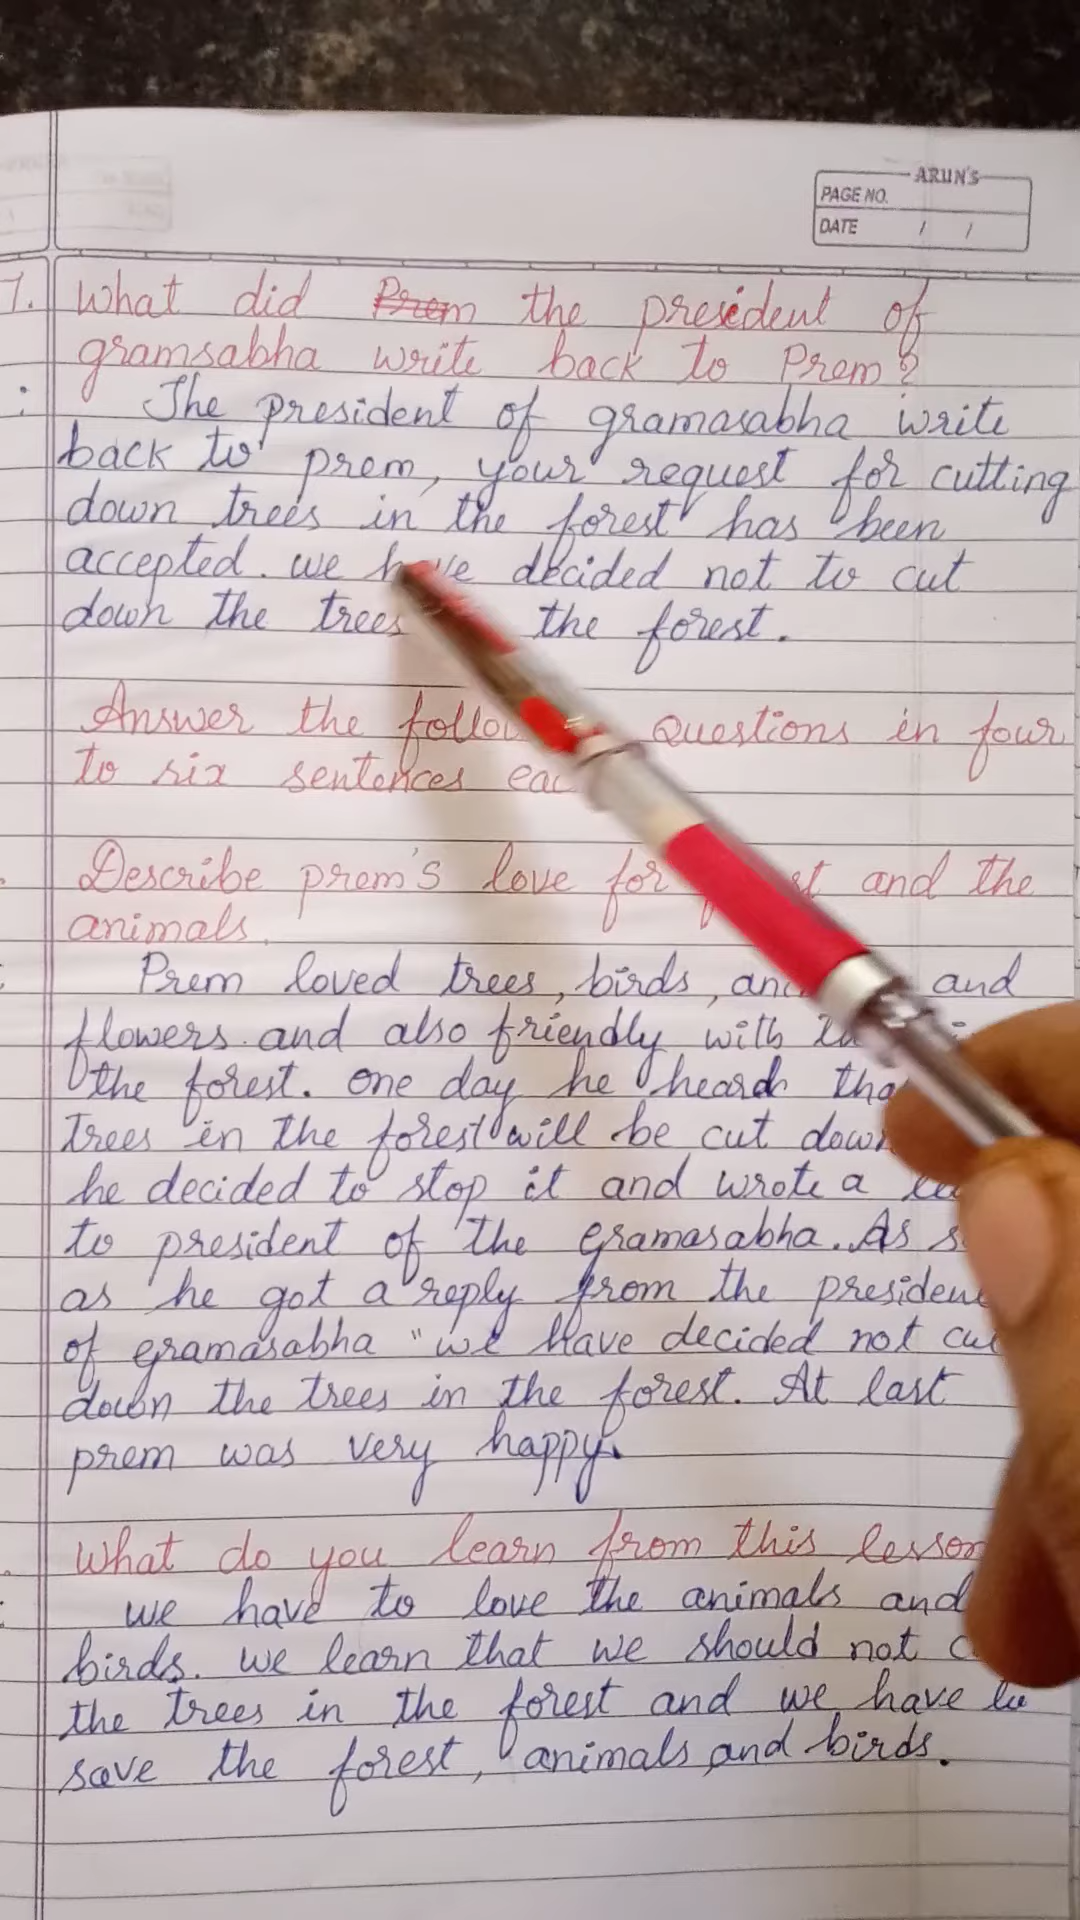 ARUN'S
PAGE NO.
DATE / /
7. What did Prem the president of
gramsabha write back to Prem?
: The president of gramasabha write
back to prem, your request for cutting
down trees in the forest has been
accepted. we have decided not to cut
down the trees the forest.
Answer the questions in four
to six sentences
Describe prem's love for and the
animals.
Prem loved trees, birds, and
flowers. and also friendly with
the forest. one day he heard
trees in the forest will be cut down
he decided to stop it and wrote a
to president of the gramasabha. As
as he got a reply from the president
of gramasabha "we have decided not
down the trees in the forest. At last
prem was very happy.
What do you learn from this lesson
we have to love the animals and
birds. we learn that we should not
the trees in the forest and we have to
save the forest, animals and birds.